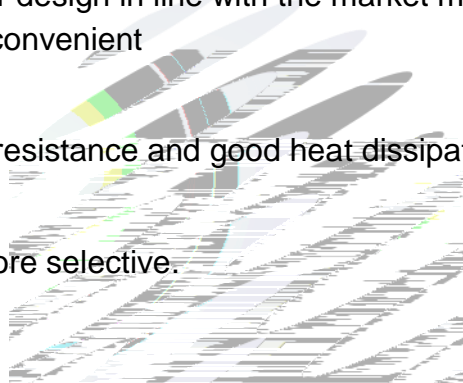 design in line with the market m
convenient
resistance and good heat dissipat
ore selective.